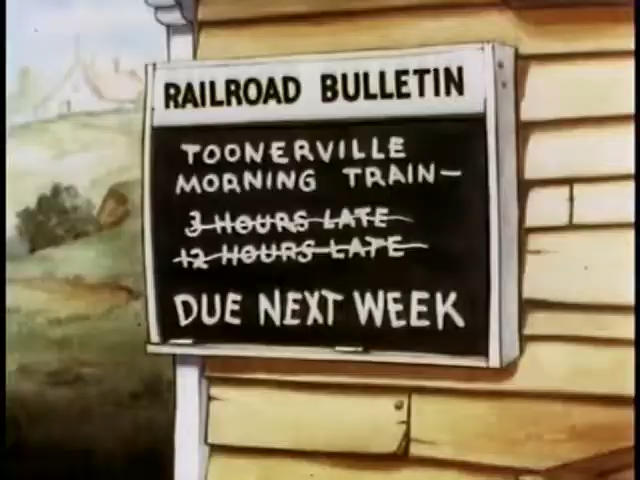 RAILROAD BULLETIN
TOONERVILLE
MORNING TRAIN—
3 HOURS LATE
12 HOURS LATE
DUE NEXT WEEK